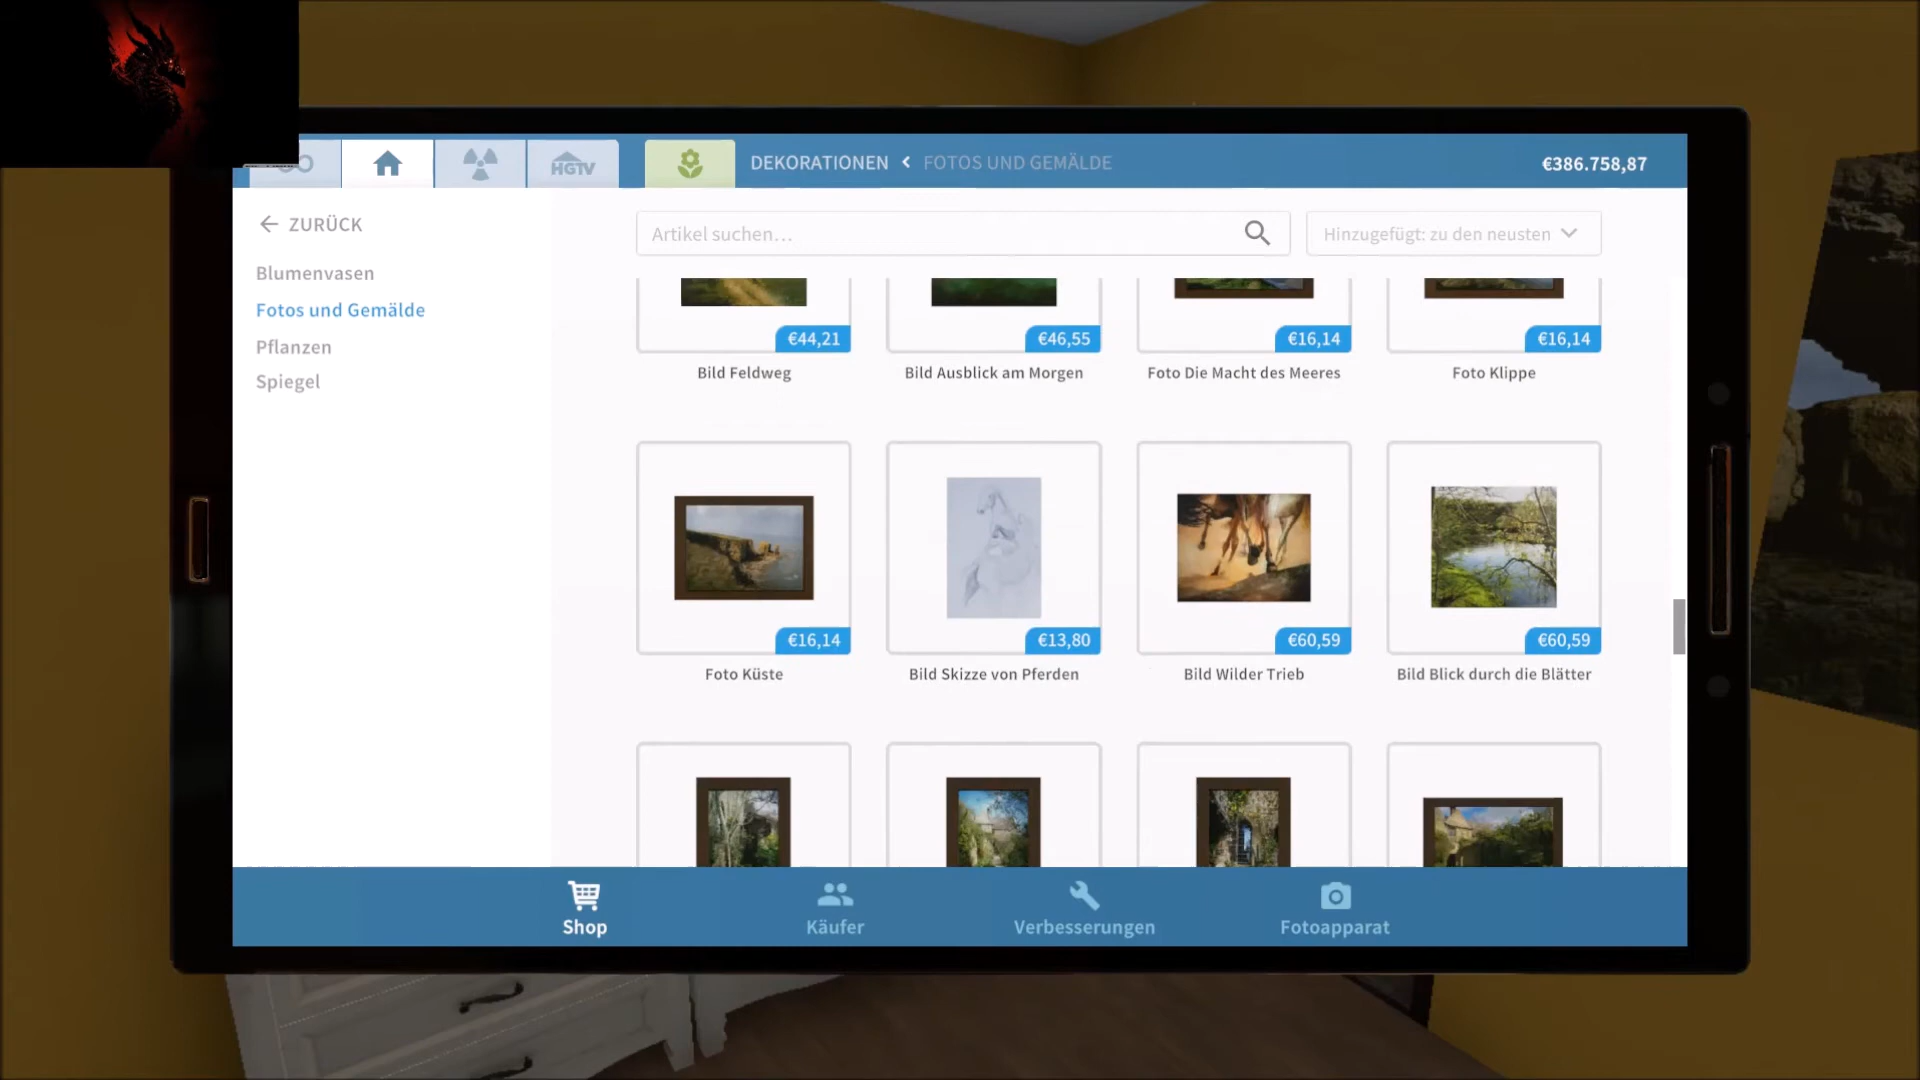 HGTV
DEKORATIONEN < FOTOS UND GEMÄLDE
€386.758,87
← ZURÜCK
Blumenvasen
Fotos und Gemälde
Pflanzen
Spiegel
Artikel suchen...
Hinzugefügt: zu den neusten
€44,21
€46,55
€16,14
€16,14
Bild Feldweg
Bild Ausblick am Morgen
Foto Die Macht des Meeres
Foto Klippe
€16,14
€13,80
€60,59
€60,59
Foto Küste
Bild Skizze von Pferden
Bild Wilder Trieb
Bild Blick durch die Blätter
Shop
Käufer
Verbesserungen
Fotoapparat